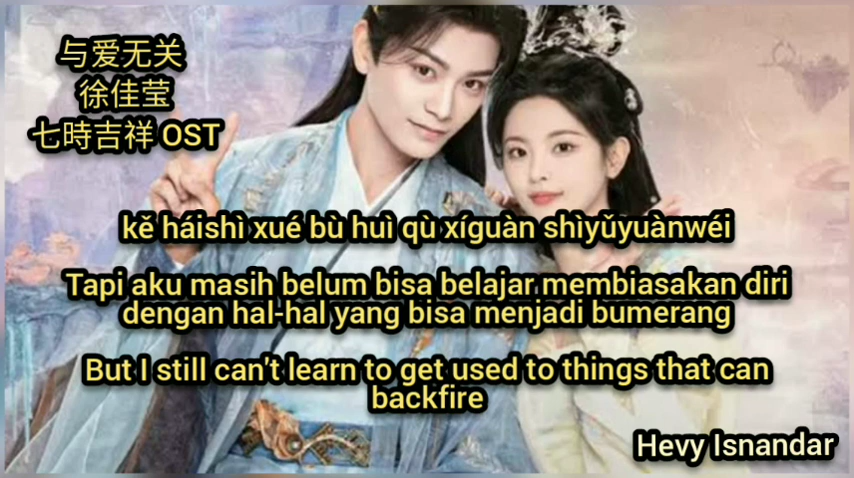 与爱无关
徐佳莹
七時吉祥 OST
kě háishì xué bù huì qù xíguàn shìyǔyuànwéi
Tapi aku masih belum bisa belajar membiasakan diri
dengan hal-hal yang bisa menjadi bumerang
But I still can't learn to get used to things that can
backfire
Hevy Isnandar